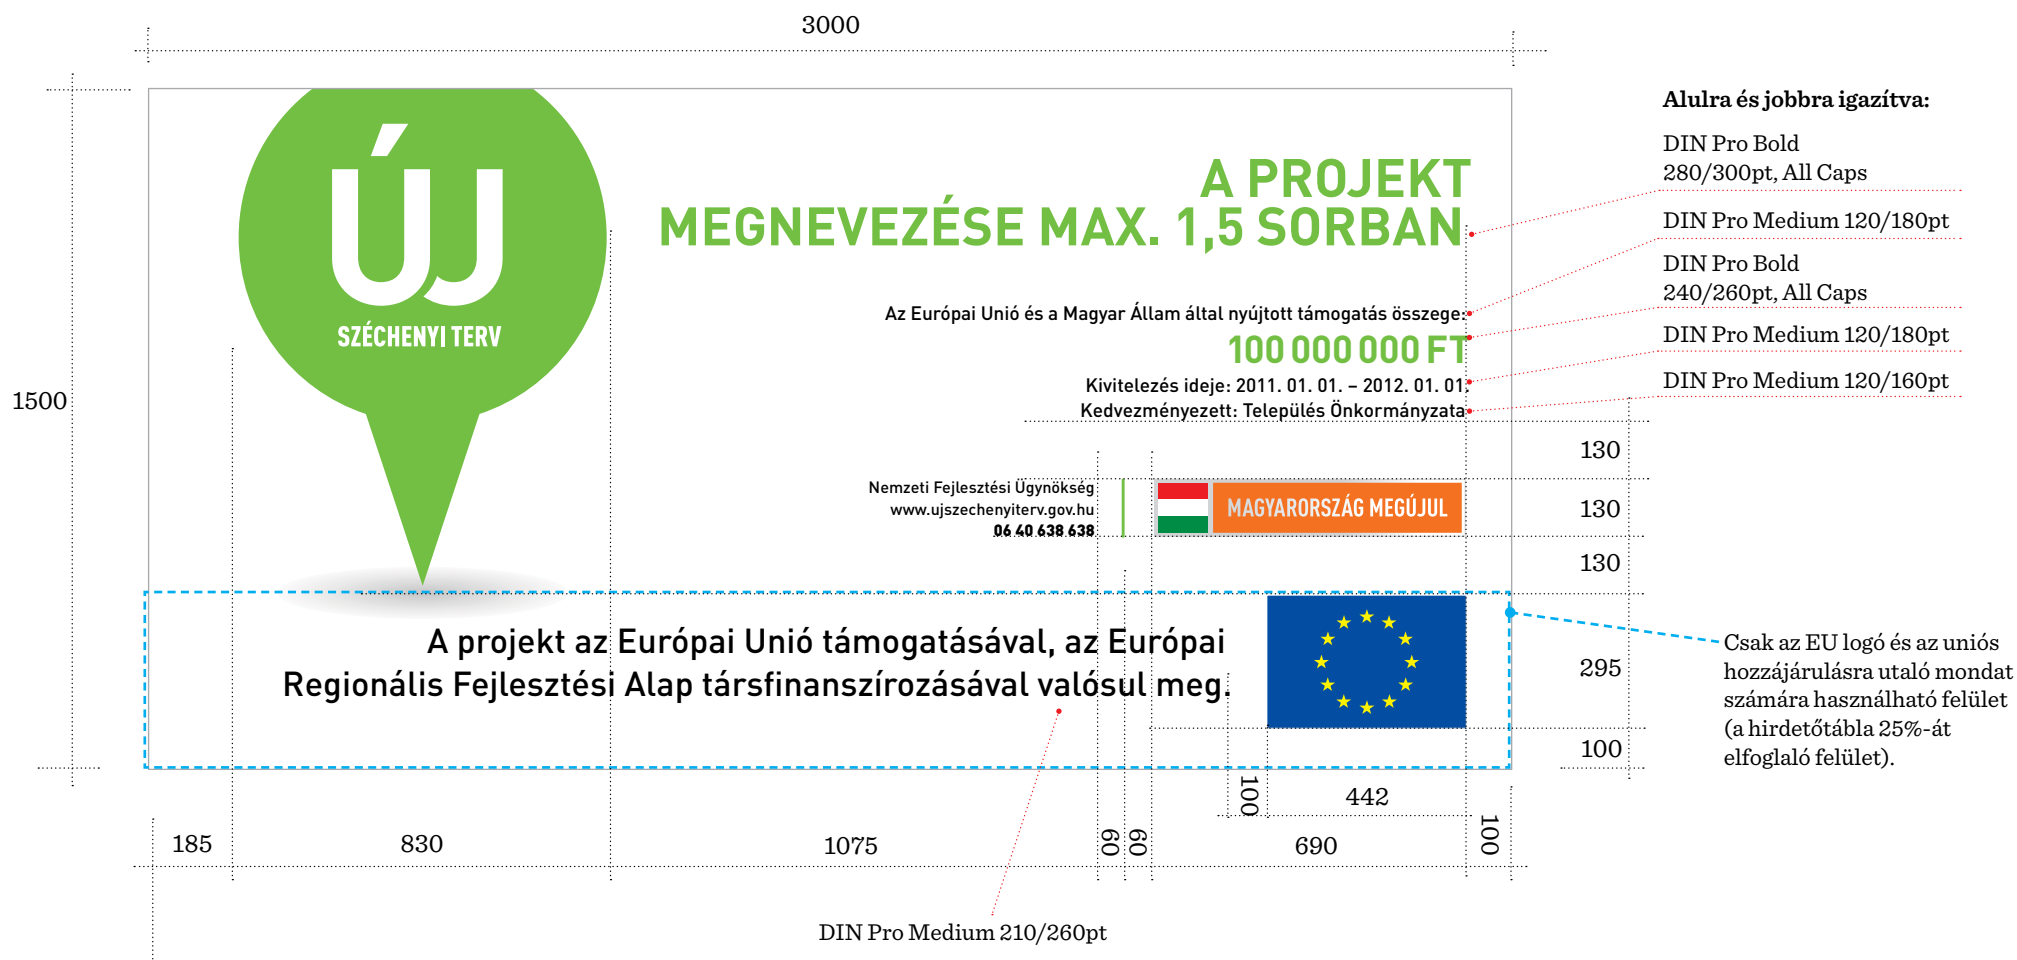 3000
1500
ÚJ
SZÉCHENYI TERV
A PROJEKT
MEGNEVEZÉSE MAX. 1,5 SORBAN
Az Európai Unió és a Magyar Állam által nyújtott támogatás összege:
100 000 000 FT
Kivitelezés ideje: 2011. 01. 01. – 2012. 01. 01.
Kedvezményezett: Település Önkormányzata
Nemzeti Fejlesztési Ügynökség
www.ujszechenyiterv.gov.hu
06 40 638 638
MAGYARORSZÁG MEGÚJUL
A projekt az Európai Unió támogatásával, az Európai
Regionális Fejlesztési Alap társfinanszírozásával valósul meg.
Alulra és jobbra igazítva:
DIN Pro Bold
280/300pt, All Caps
DIN Pro Medium 120/180pt
DIN Pro Bold
240/260pt, All Caps
DIN Pro Medium 120/180pt
DIN Pro Medium 120/160pt
130
130
130
295
100
Csak az EU logó és az uniós
hozzájárulásra utaló mondat
számára használható felület
(a hirdetőtábla 25%-át
elfoglaló felület).
100
442
185
830
1075
60
60
690
100
DIN Pro Medium 210/260pt